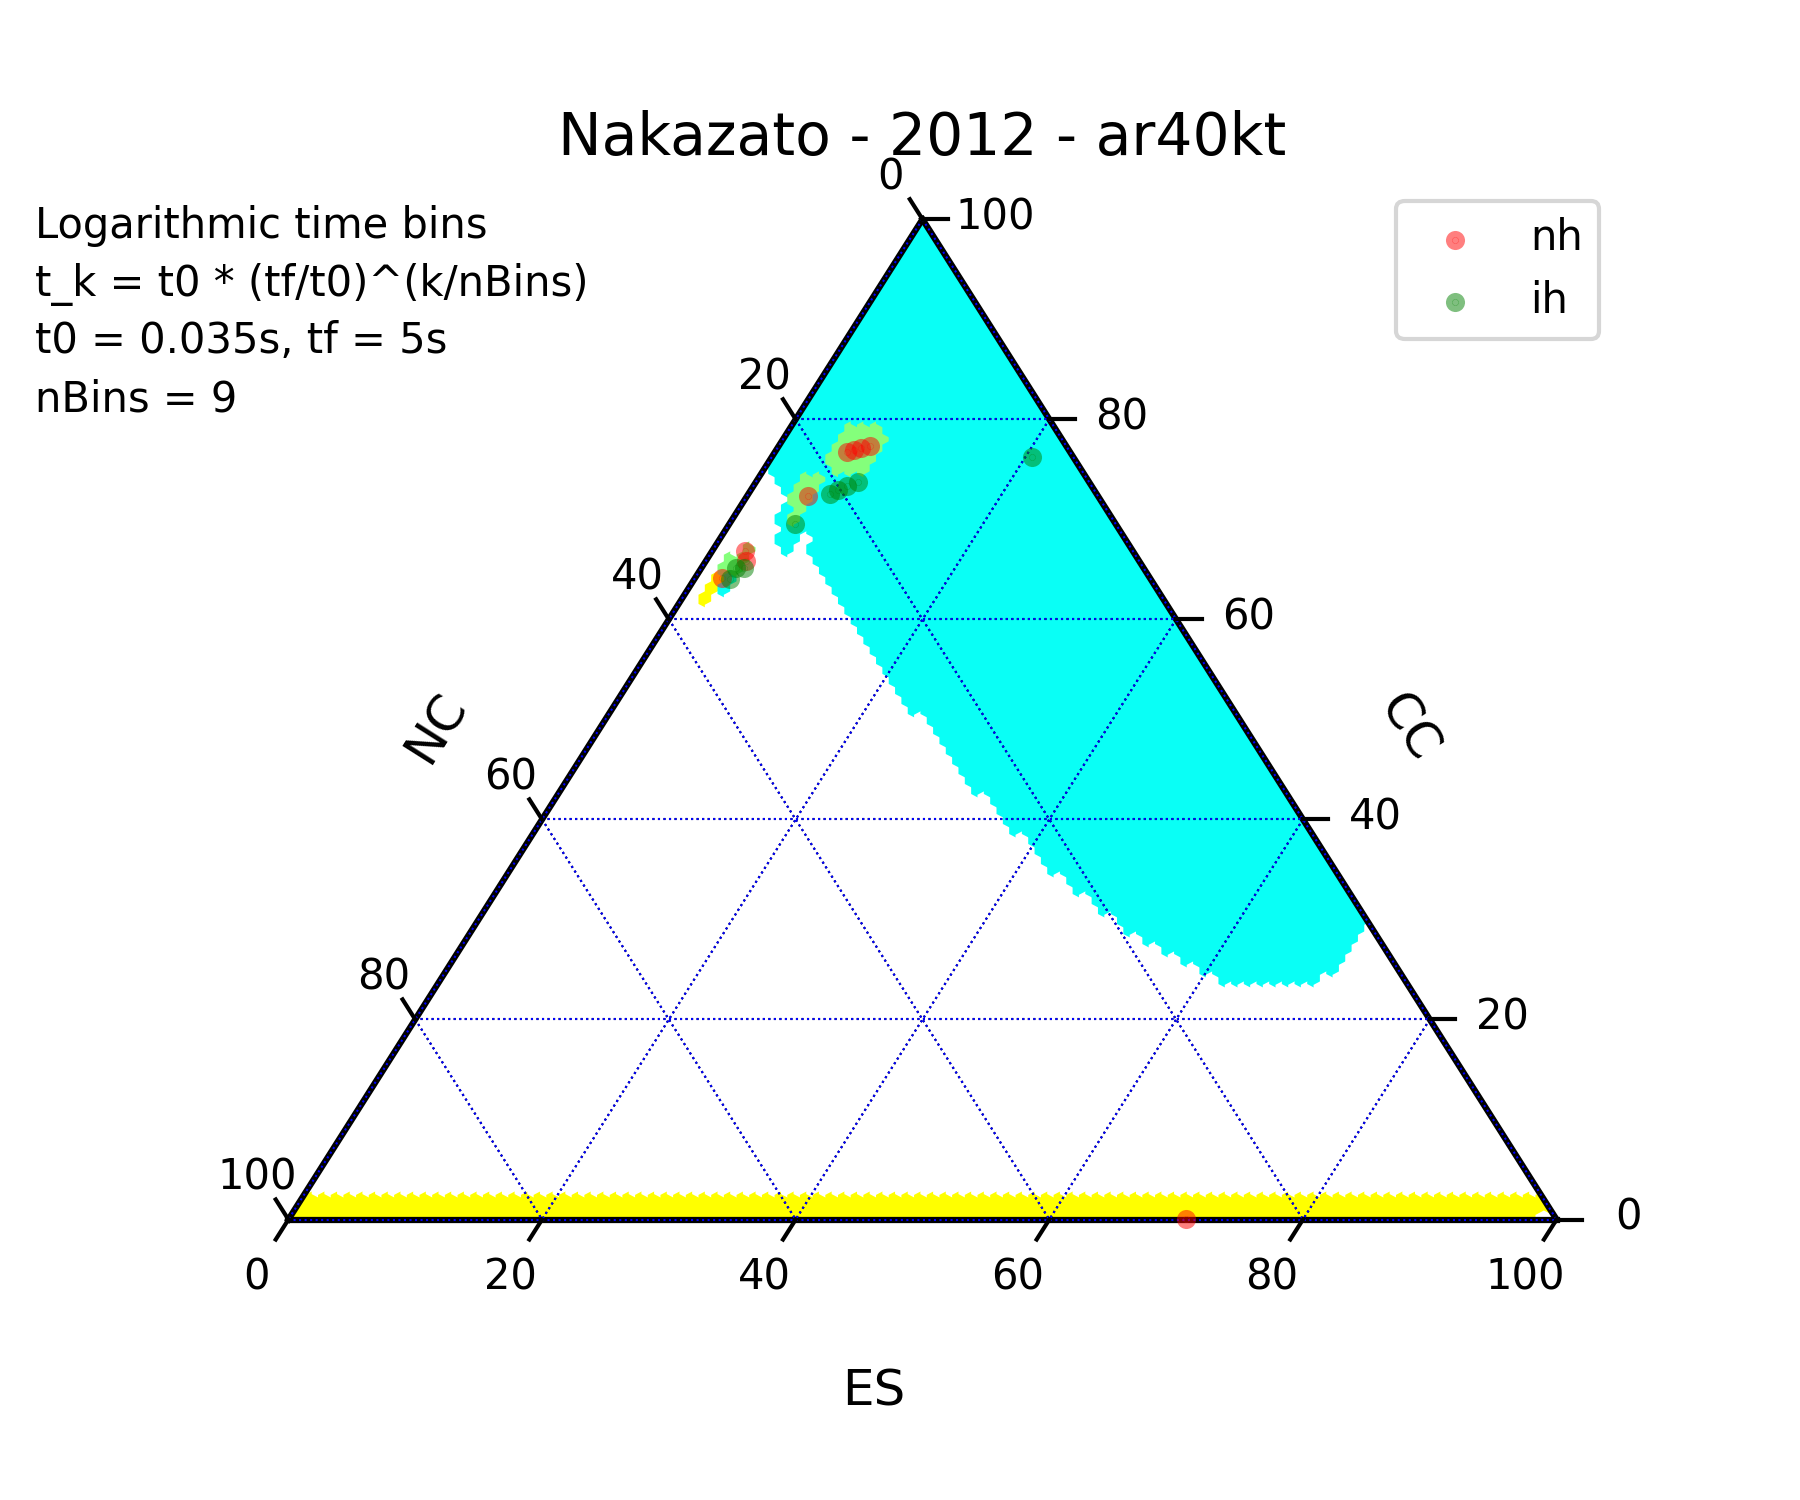 Nakazato - 2012 - ar40kt
Logarithmic time bins
t_k = t0 * (tf/t0)^(k/nBins)
t0 = 0.035s, tf = 5s
nBins = 9
nh
ih
0
100
20
80
40
60
NC
CC
60
40
80
20
100
0
0
20
40
60
80
100
ES